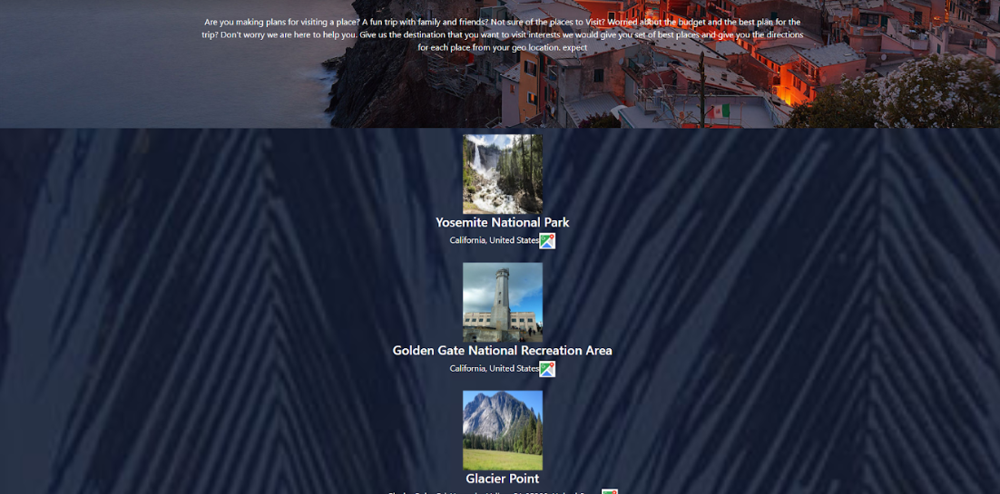 Are you making plans for visiting a place? A fun trip with family and friends? Not sure of the places to Visit? Worried about the budget and the best plan for the
trip? Don't worry we are here to help you. Give us the destination that you want to visit interests we would give you set of best places and give you the directions
for each place from your geo location. expect
Yosemite National Park
California, United States
Golden Gate National Recreation Area
California, United States
Glacier Point